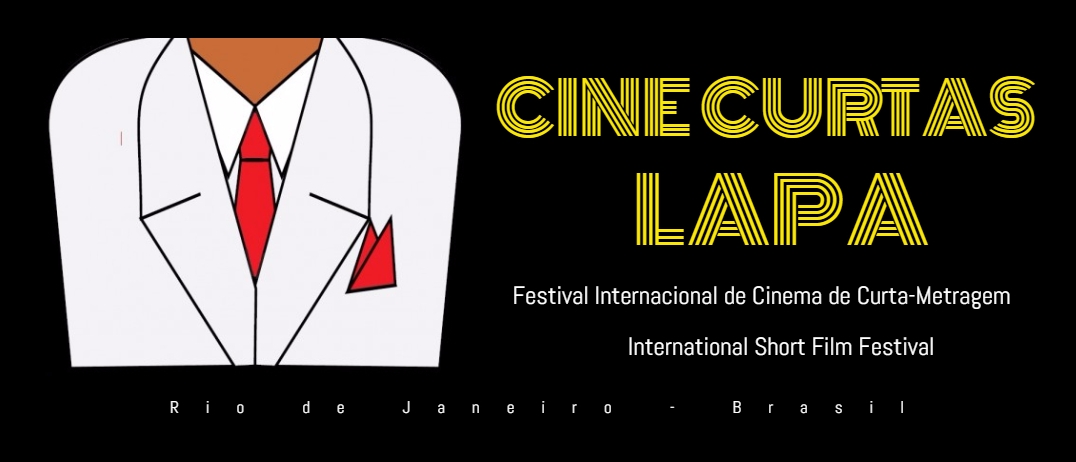 CINE CURTAS
LAPA
Festival Internacional de Cinema de Curta-Metragem
International Short Film Festival
Rio de Janeiro - Brasil